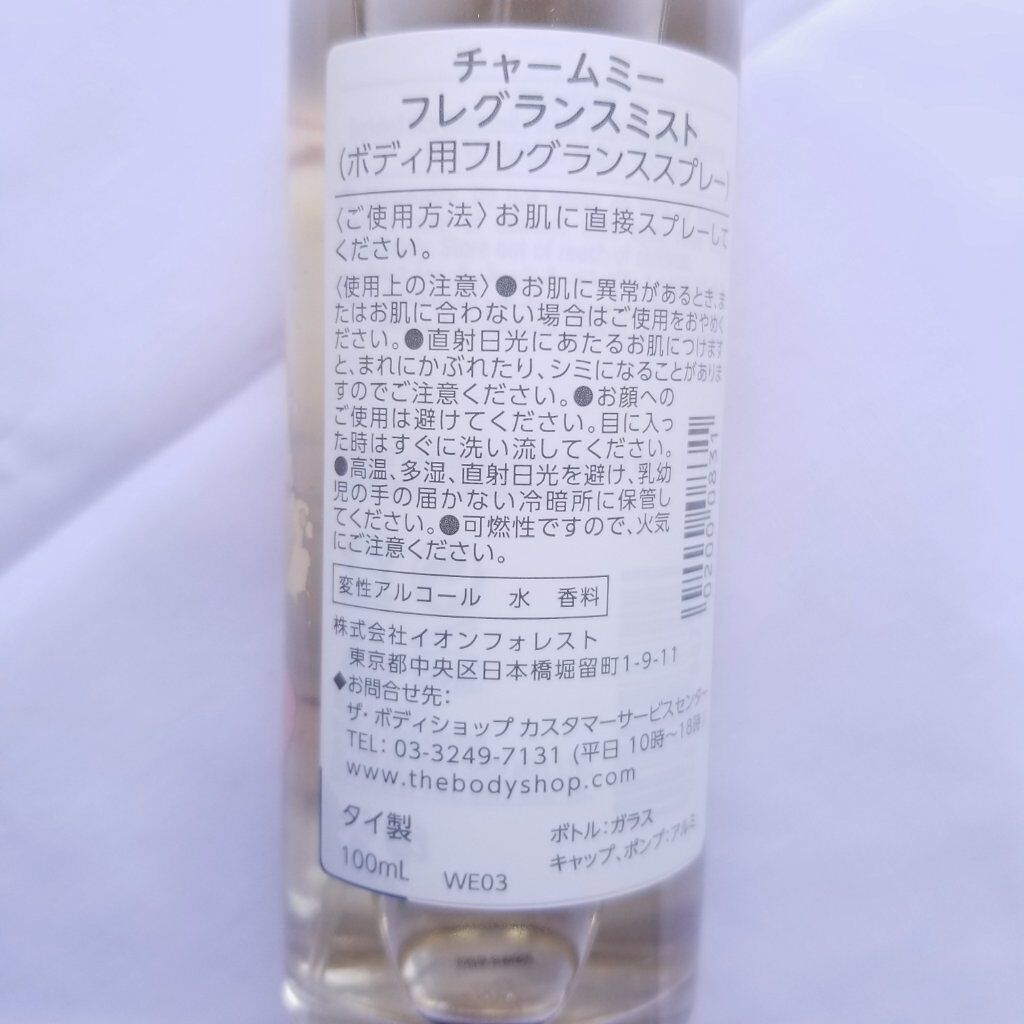 チャームミー
フレグランスミスト
(ボディ用フレグランススプレー)
〈ご使用方法〉お肌に直接スプレーして
ください。
〈使用上の注意〉●お肌に異常があるとき、ま
たはお肌に合わない場合はご使用をおやめく
ださい。●直射日光にあたるお肌につけます
と、まれにかぶれたり、シミになることがありま
すのでご注意ください。●お顔への
ご使用は避けてください。目に入っ
た時はすぐに洗い流してください。
●高温、多湿、直射日光を避け、乳幼
児の手の届かない冷暗所に保管し
てください。●可燃性ですので、火気
にご注意ください。
変性アルコール 水 香料
株式会社イオンフォレスト
東京都中央区日本橋堀留町1-9-11
◆お問合せ先：
ザ・ボディショップ カスタマーサービスセンター
TEL: 03-3249-7131 (平日 10時～18時)
www.thebodyshop.com
タイ製
100mL WE03
ボトル：ガラス
キャップ、ポンプ：アルミ
02000831